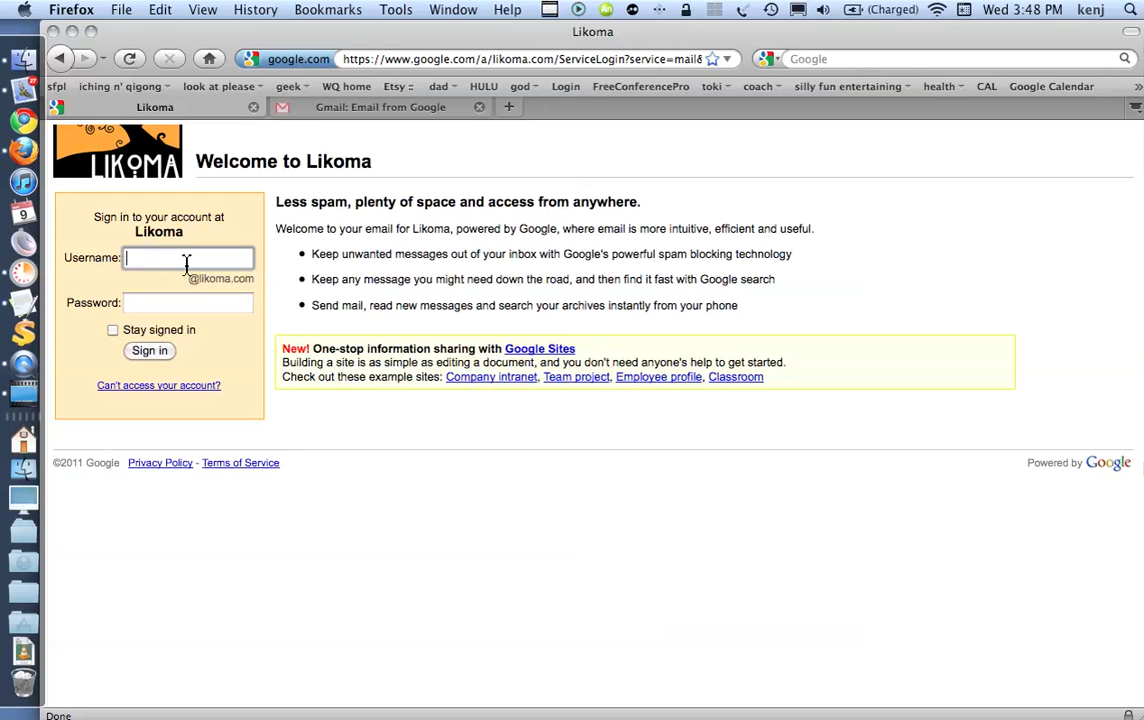 Firefox File Edit View History Bookmarks Tools Window Help (Charged) Wed 3:48 PM kenj
Likoma
google.com https://www.google.com/a/likoma.com/ServiceLogin?service=mail& Google
sfpl iching n' qigong look at please geek WQ home Etsy :: dad HULU god Login FreeConferencePro toki coach silly fun entertaining health CAL Google Calendar »
Likoma Gmail: Email from Google
LIKOMA
Welcome to Likoma
Sign in to your account at
Likoma
Username:
@likoma.com
Password:
Stay signed in
Sign in
Can't access your account?
Less spam, plenty of space and access from anywhere.
Welcome to your email for Likoma, powered by Google, where email is more intuitive, efficient and useful.
Keep unwanted messages out of your inbox with Google's powerful spam blocking technology
Keep any message you might need down the road, and then find it fast with Google search
Send mail, read new messages and search your archives instantly from your phone
New! One-stop information sharing with Google Sites
Building a site is as simple as editing a document, and you don't need anyone's help to get started.
Check out these example sites: Company intranet, Team project, Employee profile, Classroom
©2011 Google Privacy Policy - Terms of Service Powered by Google
Done